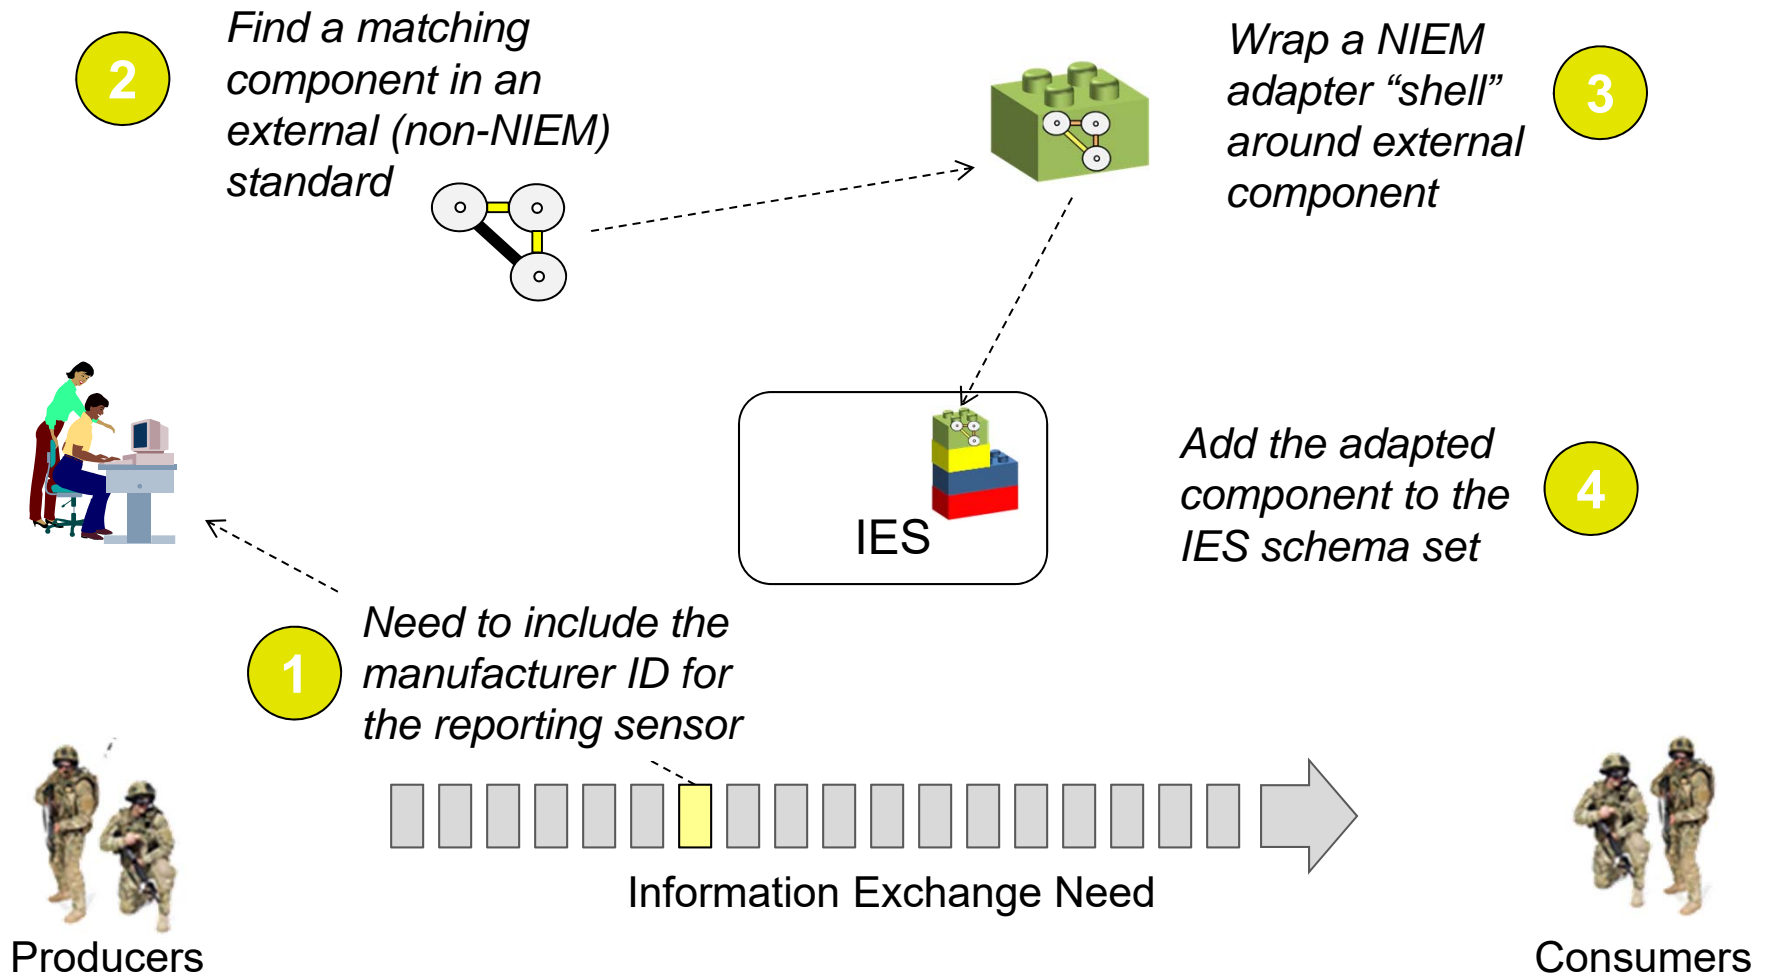 2
Find a matching
component in an
external (non-NIEM)
standard
Wrap a NIEM
adapter “shell”
around external
component
3
IES
Add the adapted
component to the
IES schema set
4
1
Need to include the
manufacturer ID for
the reporting sensor
Information Exchange Need
Producers
Consumers